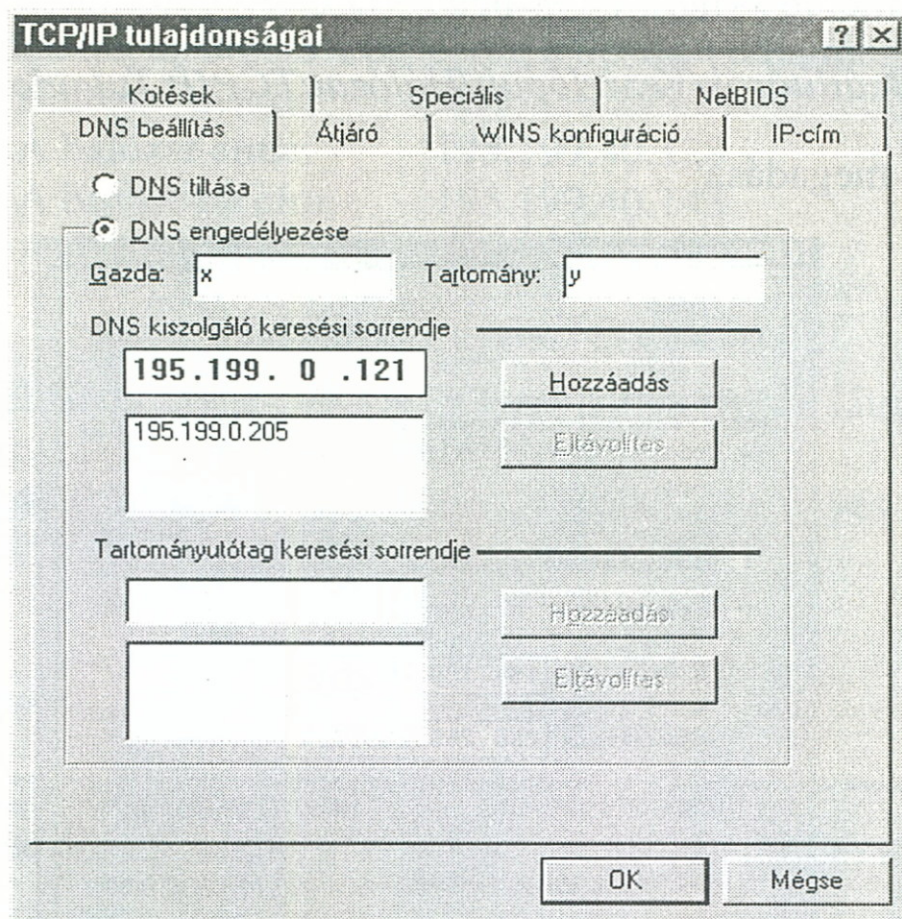 TCP/IP tulajdonságai
Kötések Speciális NetBIOS
DNS beállítás Átjáró WINS konfiguráció IP-cím
DNS tiltása
DNS engedélyezése
Gazda: x Tartomány: y
DNS kiszolgáló keresési sorrendje
195.199. 0 .121
Hozzáadás
195.199.0.205
Eltávolítás
Tartományutótag keresési sorrendje
Hozzáadás
Eltávolítás
OK Mégse